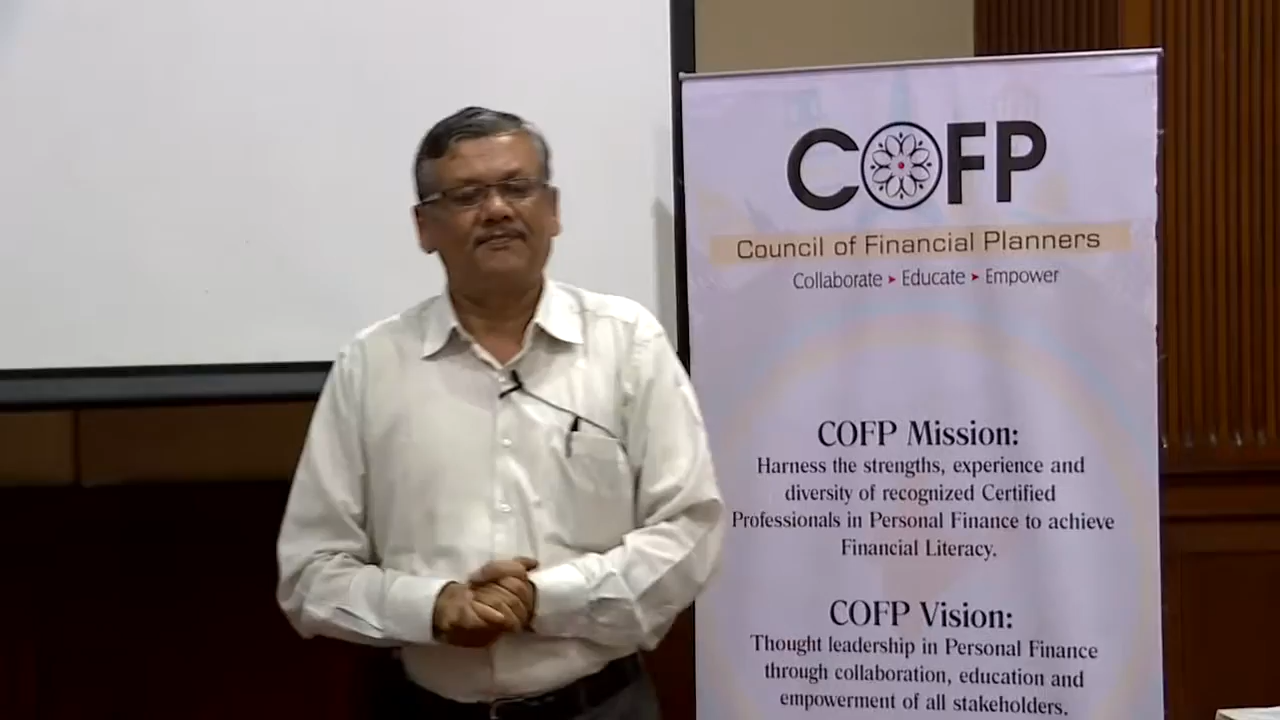 COFP
Council of Financial Planners
Collaborate ➤ Educate ➤ Empower
COFP Mission:
Harness the strengths, experience and
diversity of recognized Certified
Professionals in Personal Finance to achieve
Financial Literacy.
COFP Vision:
Thought leadership in Personal Finance
through collaboration, education and
empowerment of all stakeholders.